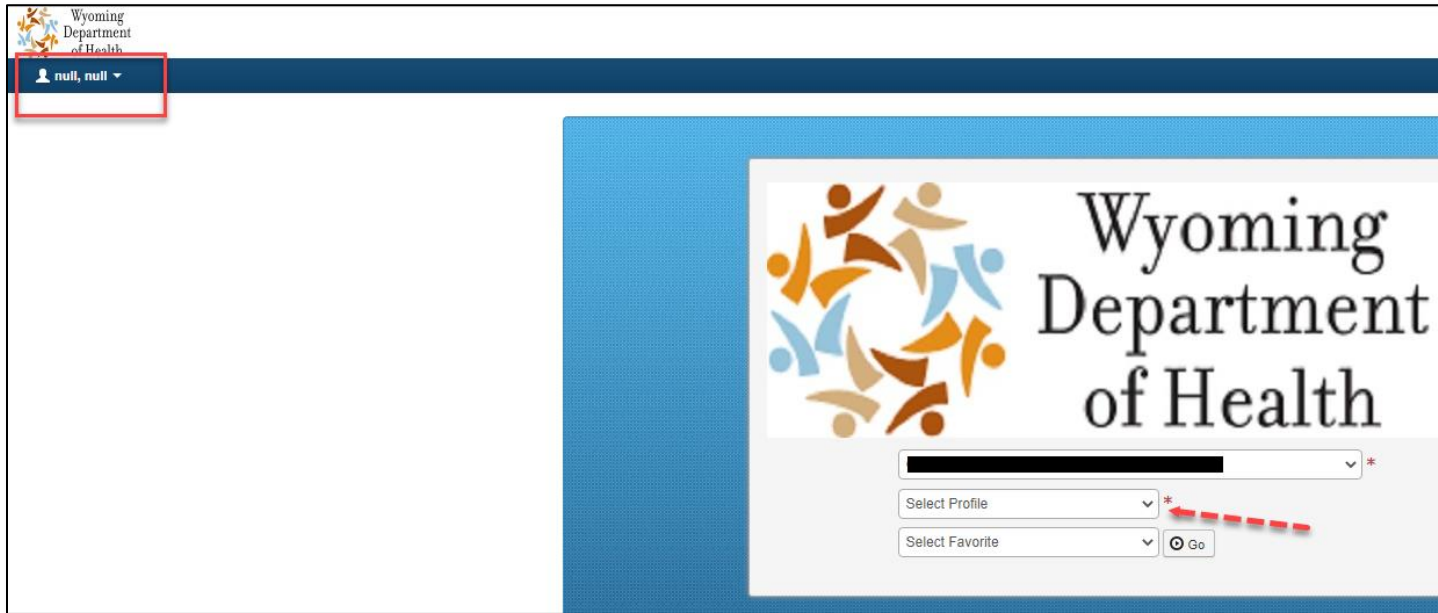 Wyoming
Department
of Health
null, null
Wyoming
Department
of Health
*
Select Profile *
Select Favorite Go